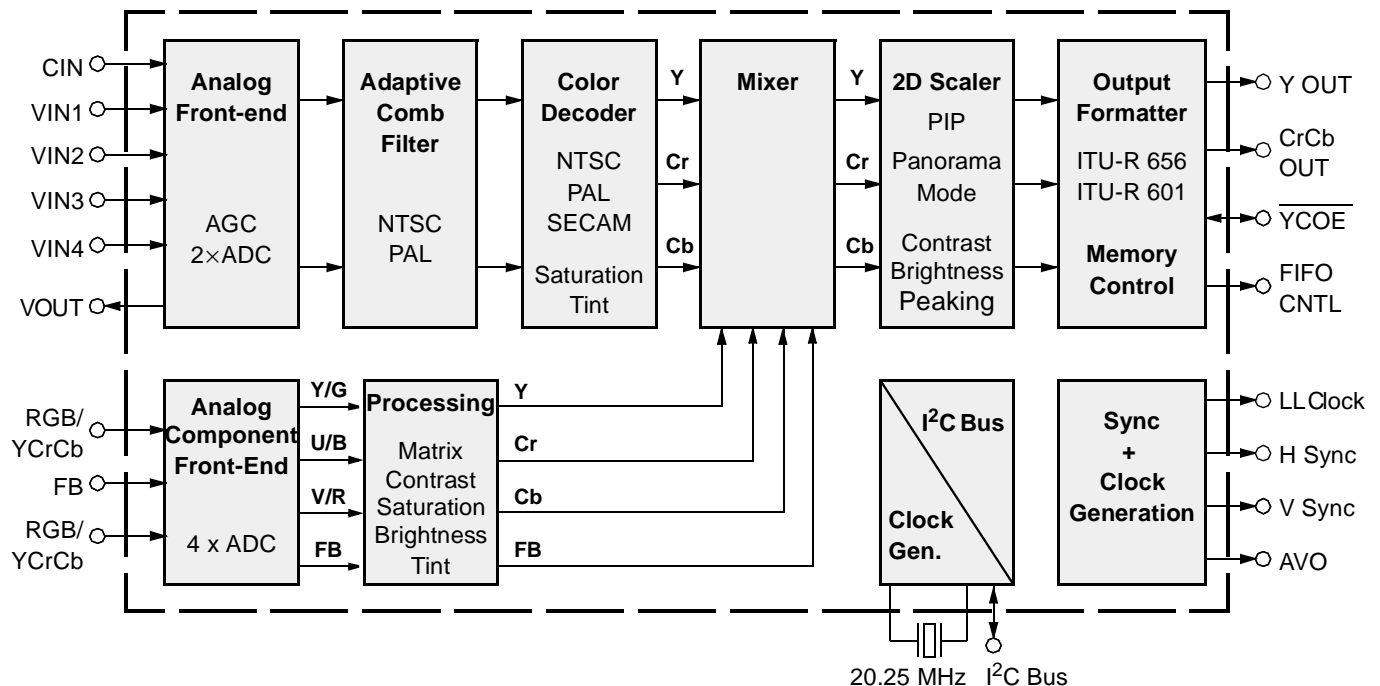 CIN
VIN1
VIN2
VIN3
VIN4
VOUT
Analog
Front-end
AGC
2×ADC
Adaptive
Comb
Filter
NTSC
PAL
Color
Decoder
NTSC
PAL
SECAM
Saturation
Tint
Y
Cr
Cb
Mixer
Y
Cr
Cb
2D Scaler
PIP
Panorama
Mode
Contrast
Brightness
Peaking
Output
Formatter
ITU-R 656
ITU-R 601
Memory
Control
Y OUT
CrCb
OUT
YCOE
FIFO
CNTL
RGB/
YCrCb
FB
RGB/
YCrCb
Analog
Component
Front-End
4 x ADC
Y/G
U/B
V/R
FB
Processing
Matrix
Contrast
Saturation
Brightness
Tint
Y
Cr
Cb
FB
I²C Bus
Clock
Gen.
Sync
+
Clock
Generation
LL Clock
H Sync
V Sync
AVO
20.25 MHz
I²C Bus